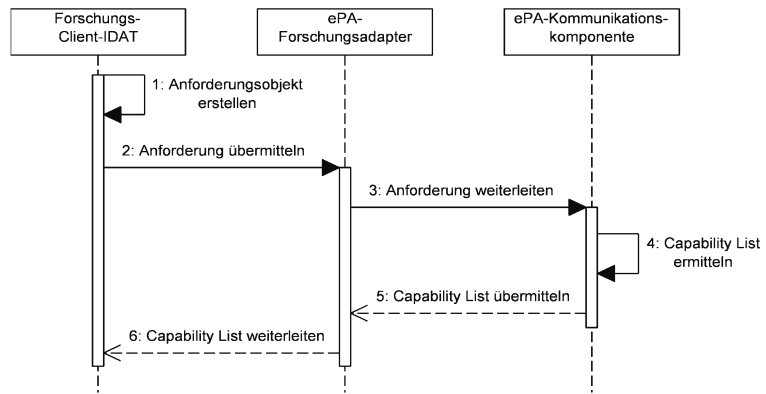 Forschungs-
Client-IDAT
ePA-
Forschungsadapter
ePA-Kommunikations-
komponente
1: Anforderungsobjekt
erstellen
2: Anforderung übermitteln
3: Anforderung weiterleiten
4: Capability List
ermitteln
5: Capability List übermitteln
6: Capability List weiterleiten